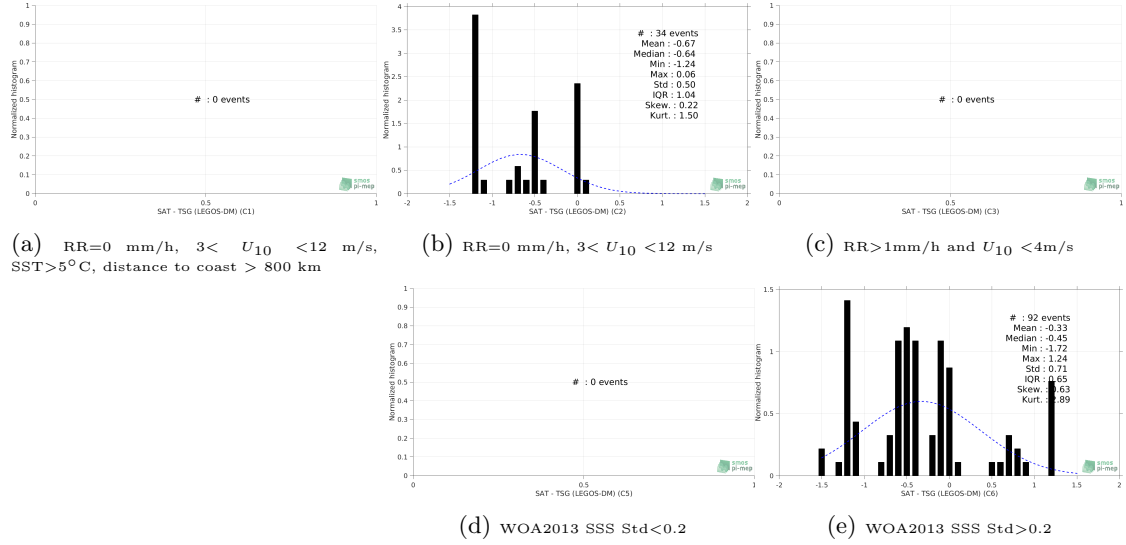 1
0.9
0.8
0.7
0.6
0.5
0.4
0.3
0.2
0.1
0
Normalized histogram
# : 0 events
0 0.5 1
SAT - TSG (LEGOS-DM) (C1)
smos
pi-mep
4
3.5
3
2.5
2
1.5
1
0.5
0
Normalized histogram
# : 34 events
Mean : -0.67
Median : -0.64
Min : -1.24
Max : 0.06
Std : 0.50
IQR : 1.04
Skew. : 0.22
Kurt. : 1.50
-2 -1.5 -1 -0.5 0 0.5 1 1.5 2
SAT - TSG (LEGOS-DM) (C2)
smos
pi-mep
1
0.9
0.8
0.7
0.6
0.5
0.4
0.3
0.2
0.1
0
Normalized histogram
# : 0 events
0 0.5 1
SAT - TSG (LEGOS-DM) (C3)
smos
pi-mep
(a) RR=0 mm/h, 3< U10 <12 m/s,
SST>5°C, distance to coast > 800 km
(b) RR=0 mm/h, 3< U10 <12 m/s
(c) RR>1mm/h and U10 <4m/s
1
0.9
0.8
0.7
0.6
0.5
0.4
0.3
0.2
0.1
0
Normalized histogram
# : 0 events
0 0.5 1
SAT - TSG (LEGOS-DM) (C5)
smos
pi-mep
1.5
1
0.5
0
Normalized histogram
# : 92 events
Mean : -0.33
Median : -0.45
Min : -1.72
Max : 1.24
Std : 0.71
IQR : 0.65
Skew. : 0.63
Kurt. : .89
-2 -1.5 -1 -0.5 0 0.5 1 1.5 2
SAT - TSG (LEGOS-DM) (C6)
smos
pi-mep
(d) WOA2013 SSS Std<0.2
(e) WOA2013 SSS Std>0.2